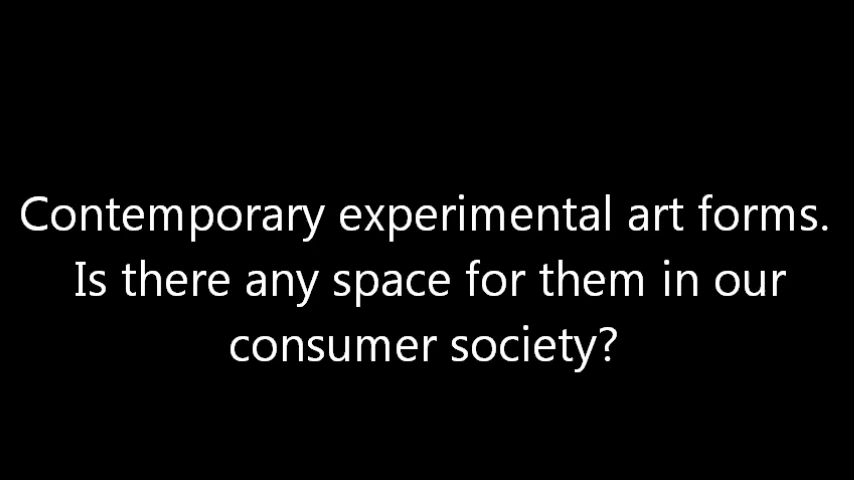 Contemporary experimental art forms.
Is there any space for them in our
consumer society?